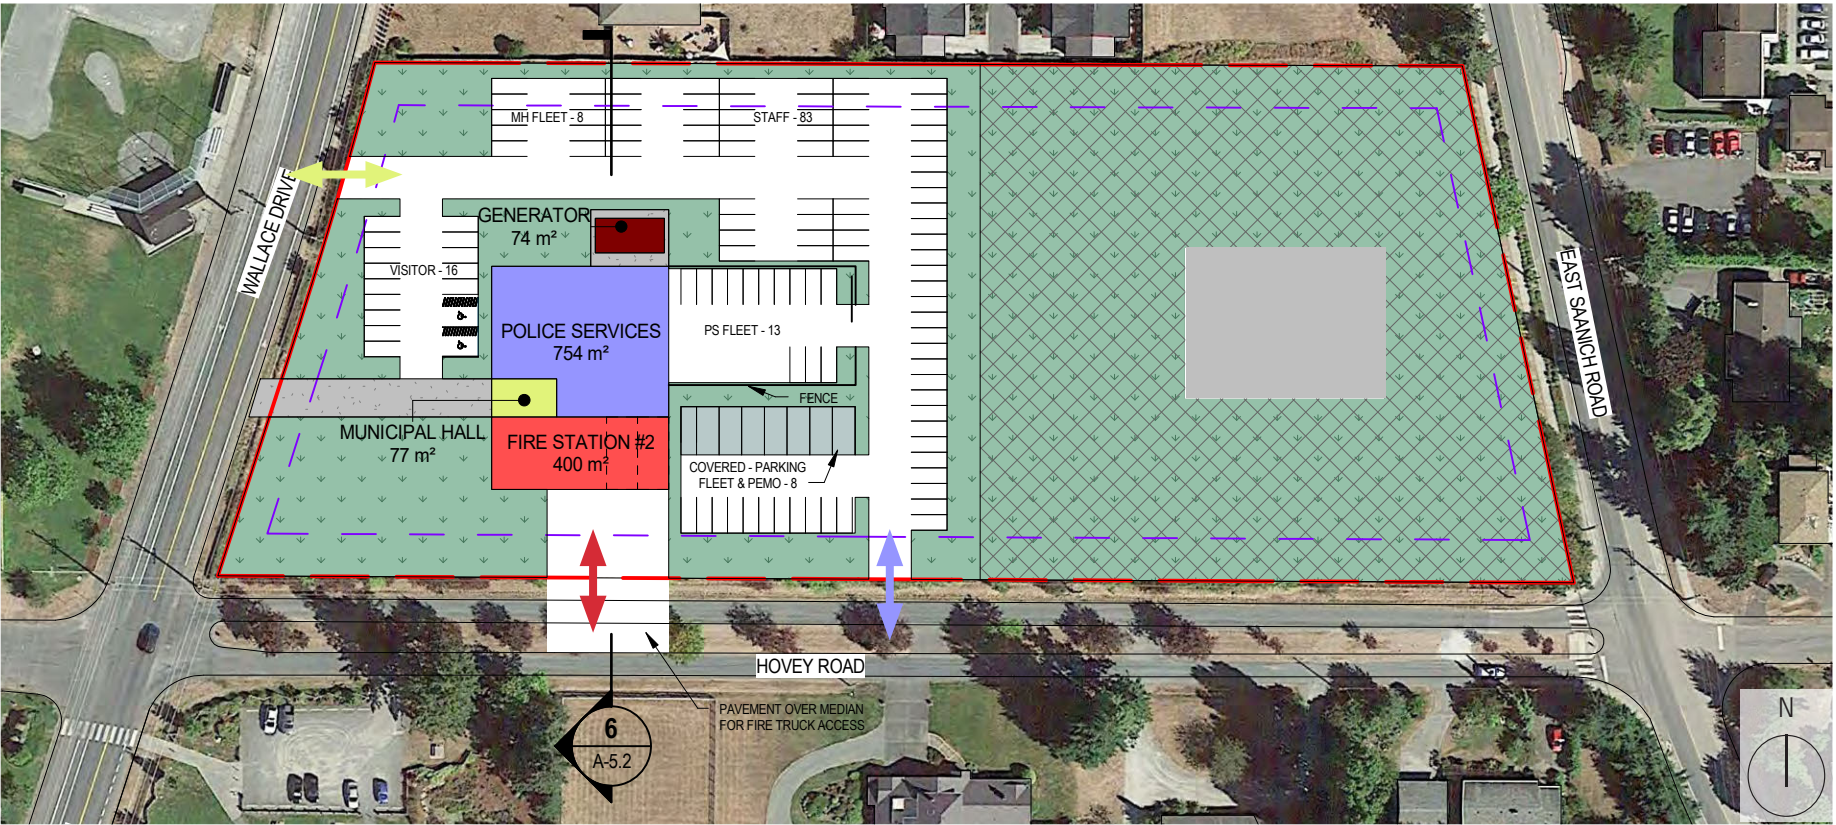 MH FLEET - 8
STAFF - 83
WALLACE DRIVE
GENERATOR
74 m²
VISITOR - 16
POLICE SERVICES
754 m²
PS FLEET - 13
EAST SAANICH ROAD
FENCE
MUNICIPAL HALL
77 m²
FIRE STATION #2
400 m²
COVERED - PARKING
FLEET & PEMO - 8
HOVEY ROAD
PAVEMENT OVER MEDIAN
FOR FIRE TRUCK ACCESS
6
A-5.2
N